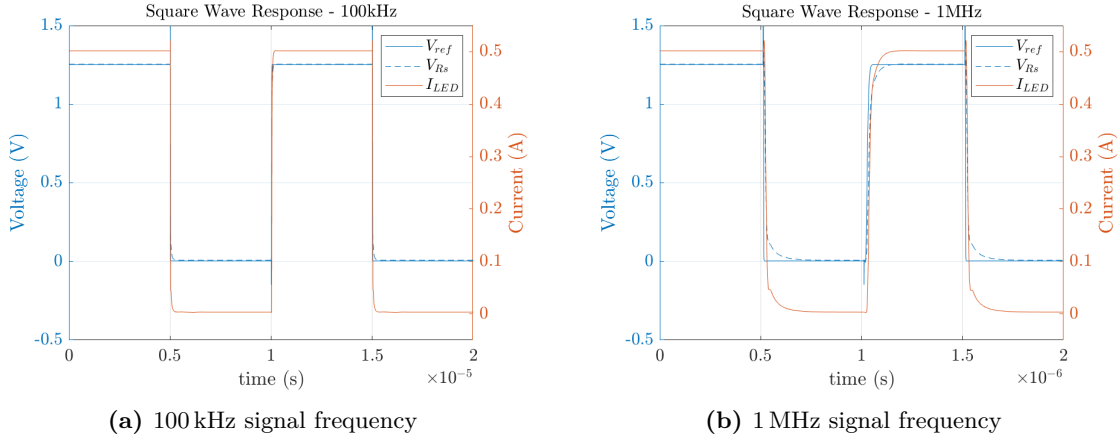 Square Wave Response - 100kHz
1.5
1
0.5
0
-0.5
Voltage (V)
0
0.5
1
1.5
2
time (s)
×10⁻⁵
0.5
0.4
0.3
0.2
0.1
0
Current (A)
V_ref
V_Rs
I_LED
(a) 100 kHz signal frequency
Square Wave Response - 1MHz
1.5
1
0.5
0
-0.5
Voltage (V)
0
0.5
1
1.5
2
time (s)
×10⁻⁶
0.5
0.4
0.3
0.2
0.1
0
Current (A)
V_ref
V_Rs
I_LED
(b) 1 MHz signal frequency